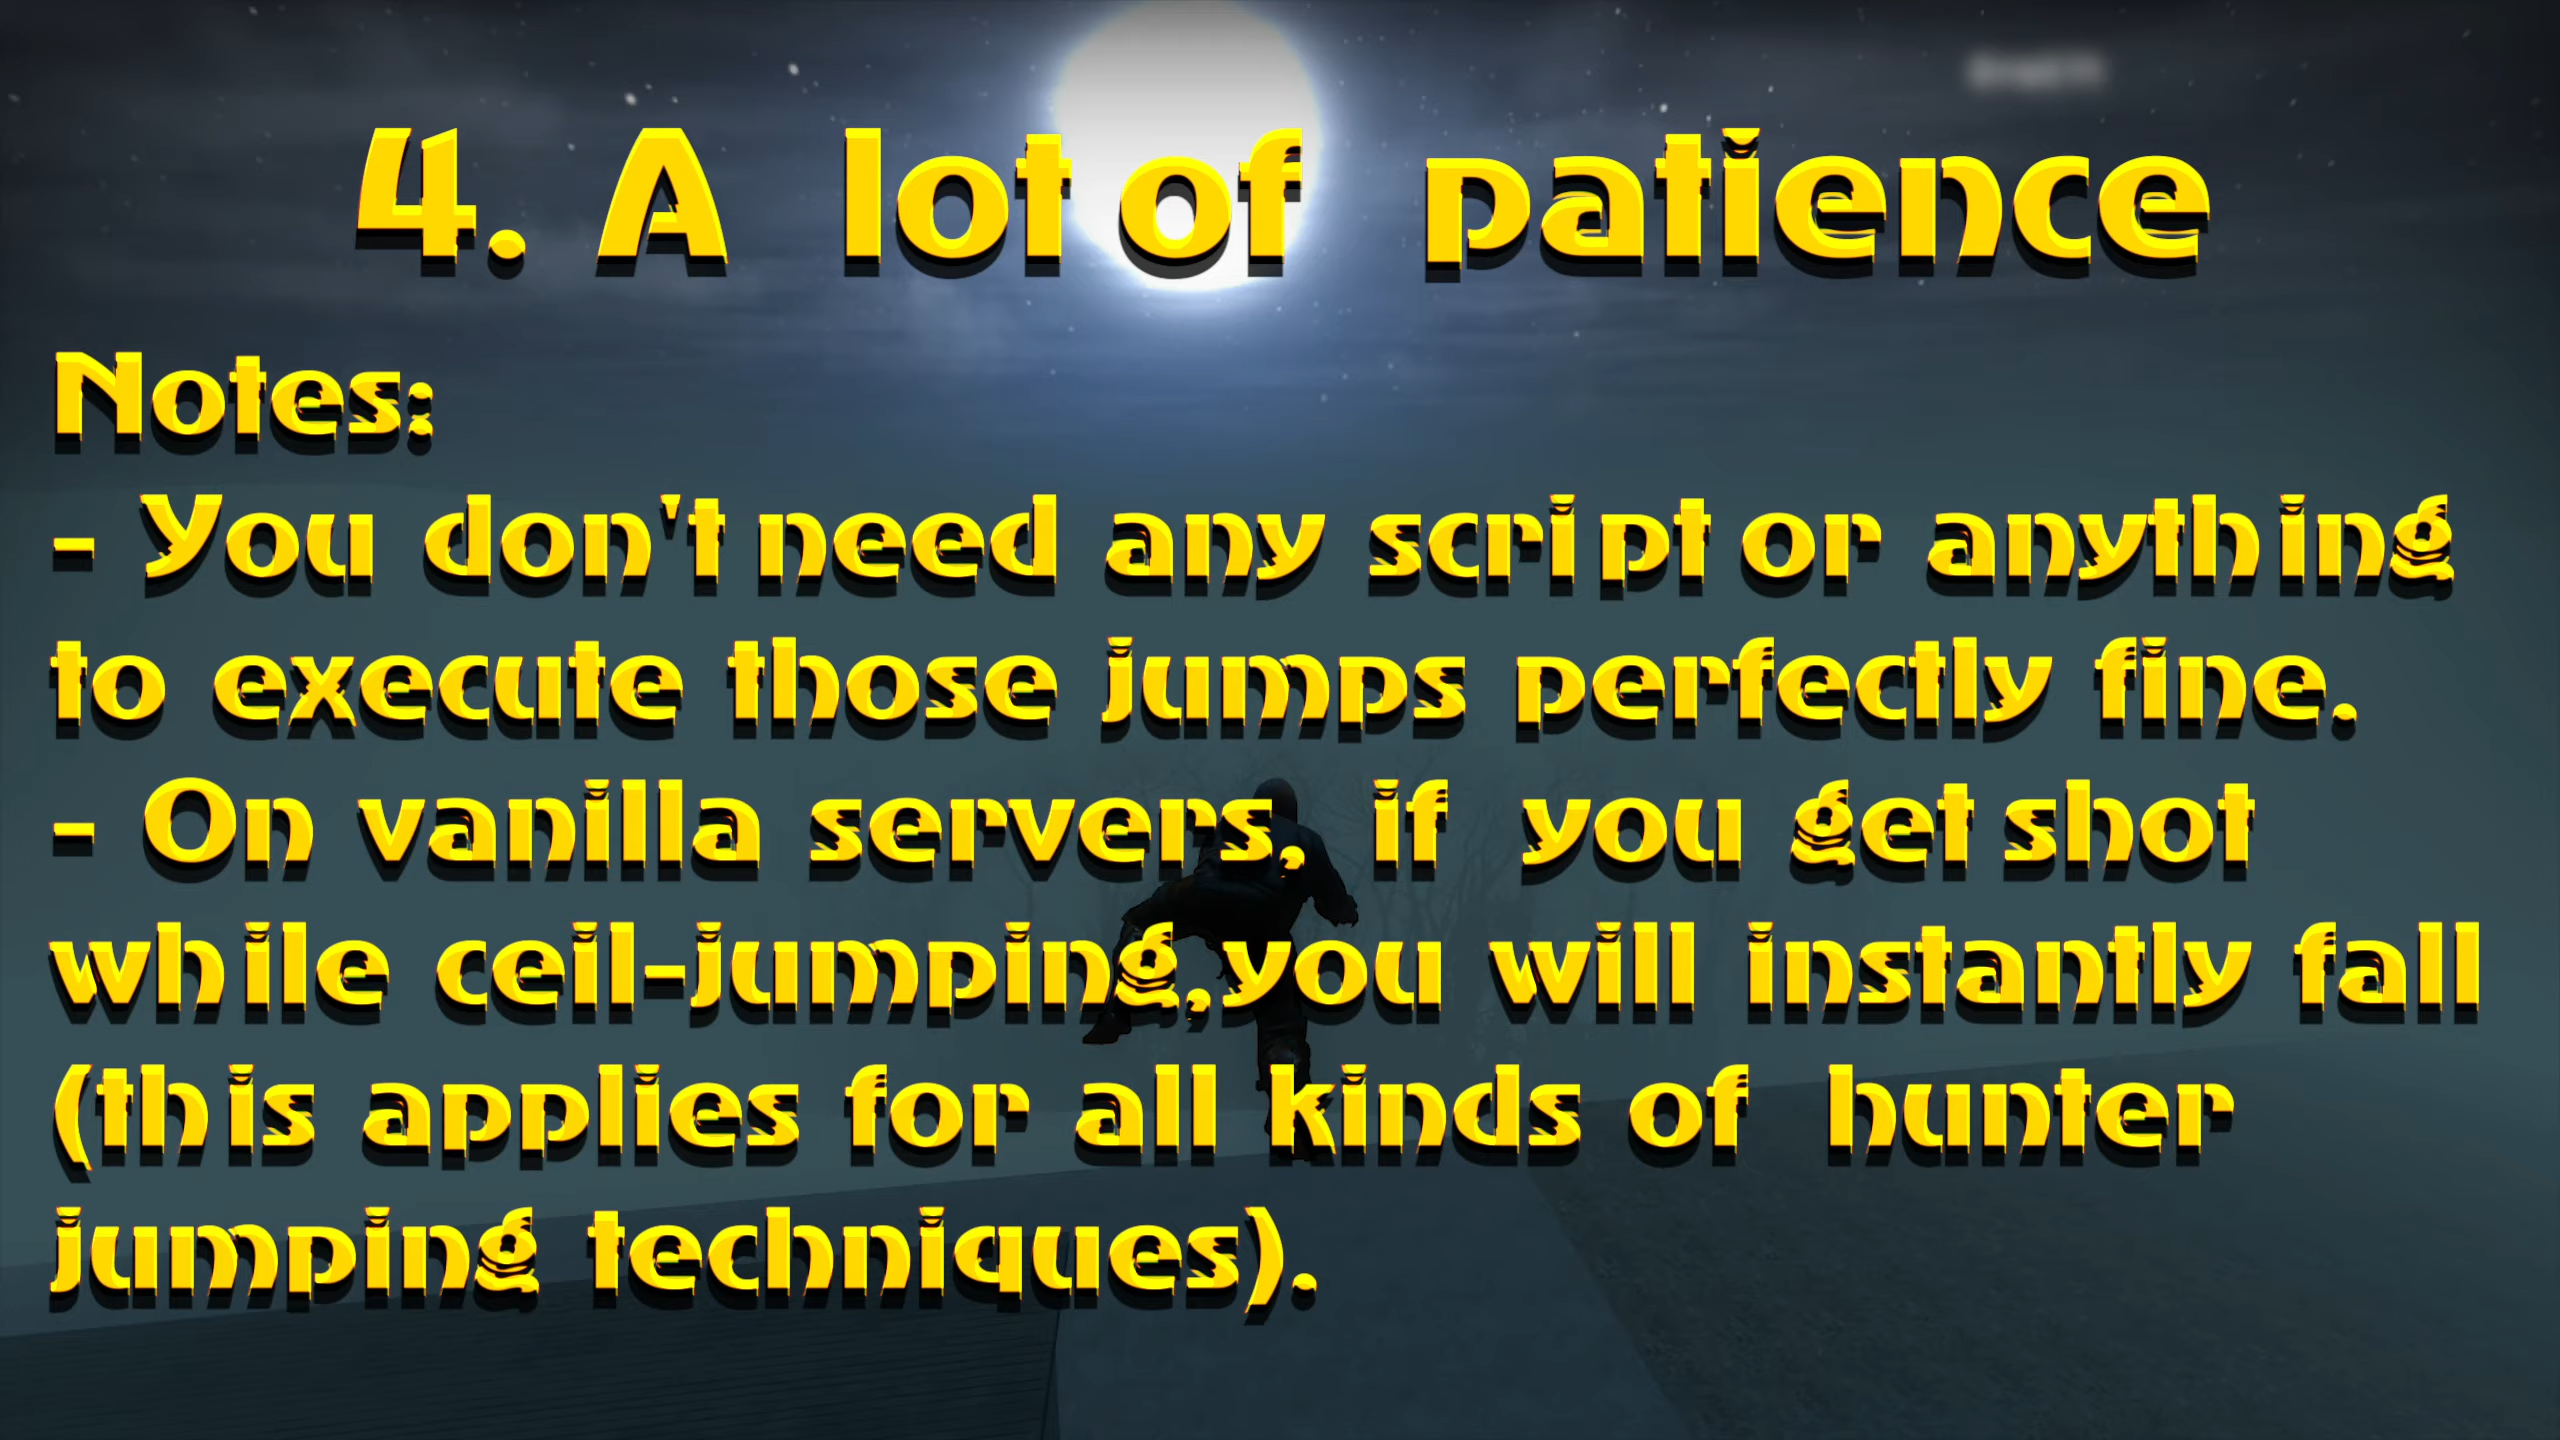 4. A lot of patience
Notes:
- You don't need any script or anything
to execute those jumps perfectly fine.
- On vanilla servers, if you get shot
while ceil-jumping,you will instantly fall
(this applies for all kinds of hunter
jumping techniques).